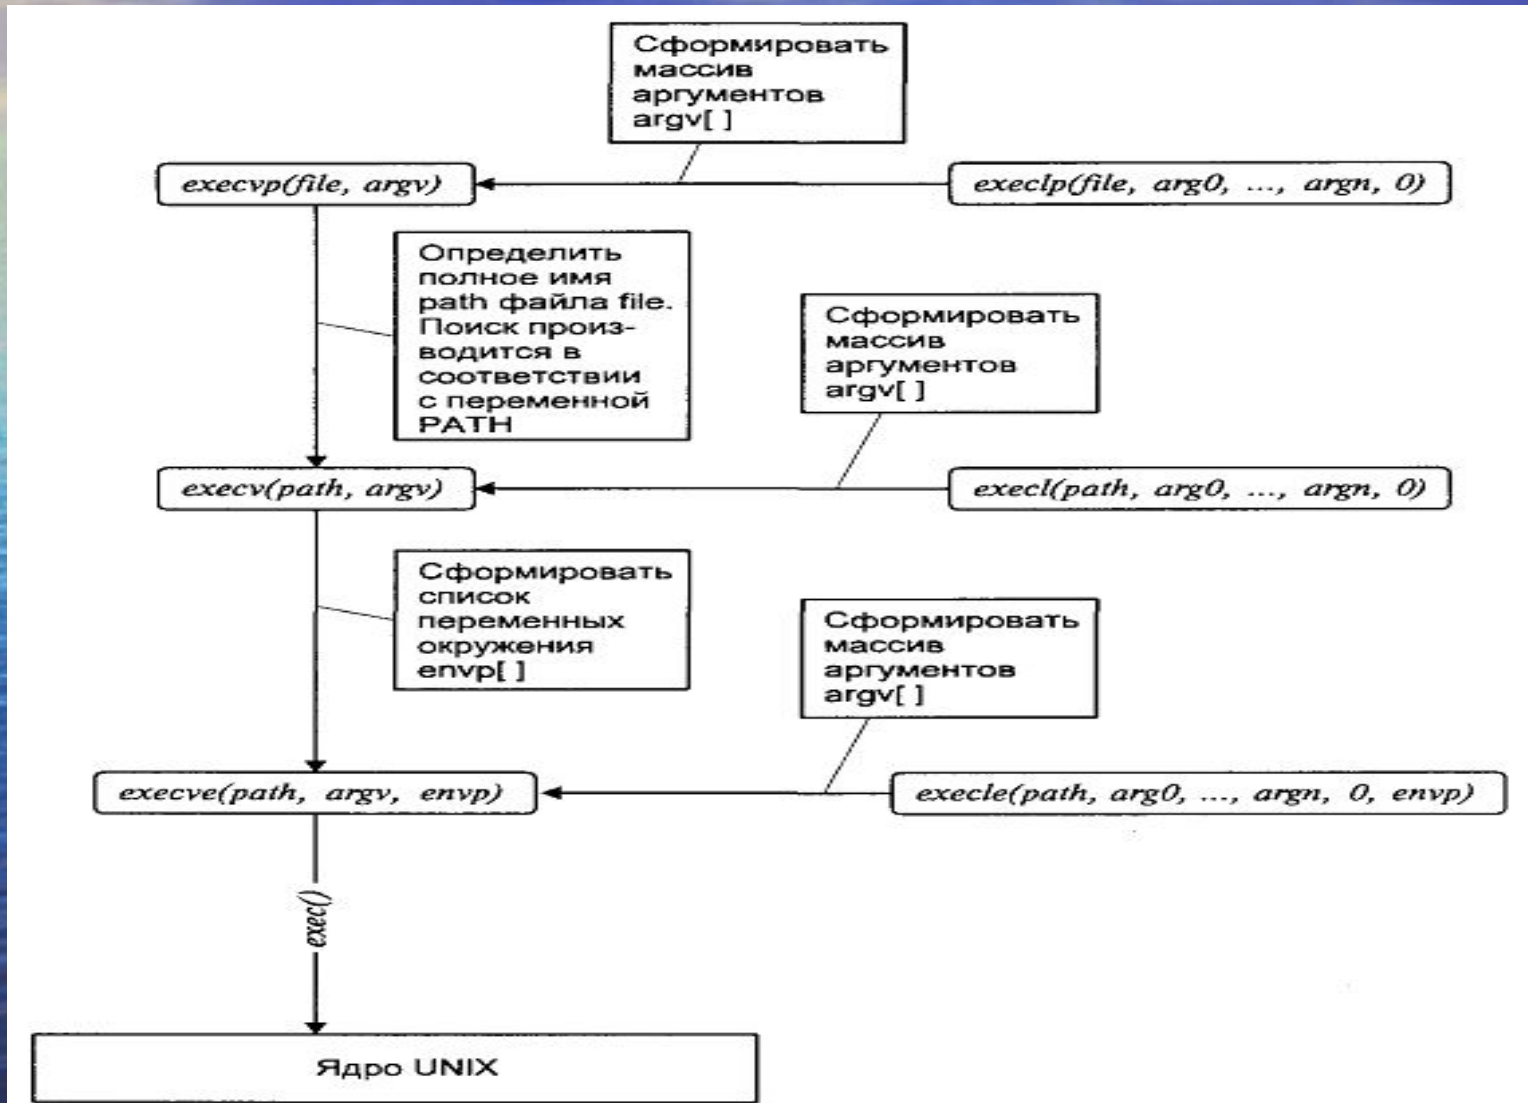 Сформировать
массив
аргументов
argv[ ]
execvp(file, argv)
execlp(file, arg0, ..., argn, 0)
Определить
полное имя
path файла file.
Поиск произ-
водится в
соответствии
с переменной
PATH
Сформировать
массив
аргументов
argv[ ]
execv(path, argv)
execl(path, arg0, ..., argn, 0)
Сформировать
список
переменных
окружения
envp[ ]
Сформировать
массив
аргументов
argv[ ]
execve(path, argv, envp)
execle(path, arg0, ..., argn, 0, envp)
exec()
Ядро UNIX